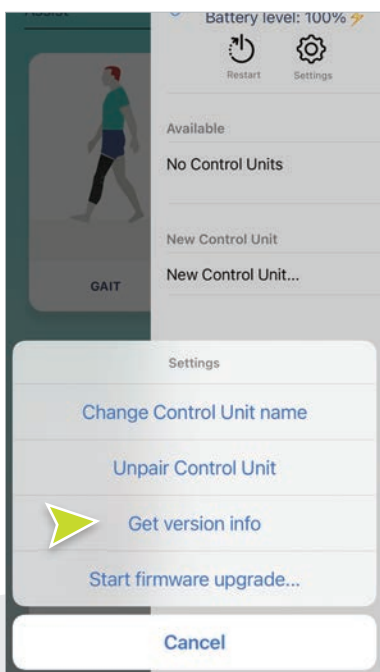 Battery level: 100%⚡
Restart
Settings
Available
No Control Units
New Control Unit
New Control Unit...
GAIT
Settings
Change Control Unit name
Unpair Control Unit
Get version info
Start firmware upgrade...
Cancel